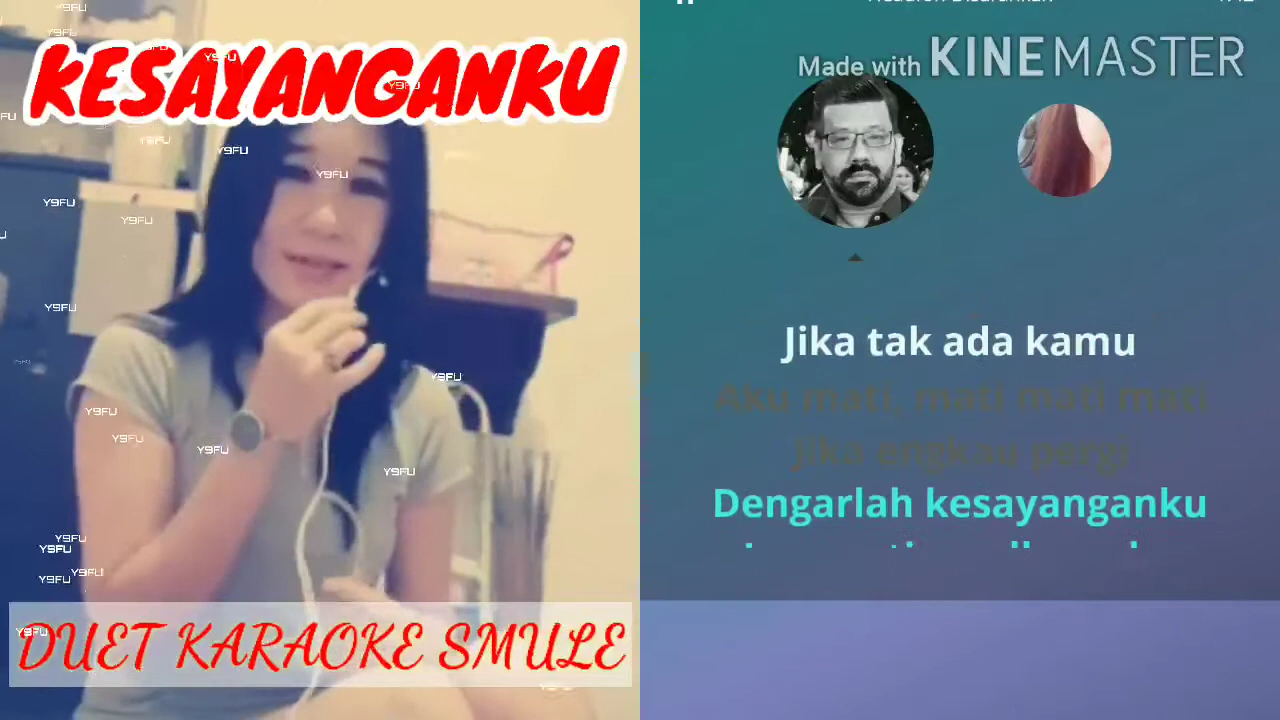 KESAYANGANKU
Y9FU
DUET KARAOKE SMULE
Made with KINEMASTER
Jika tak ada kamu
Aku mati, mati mati mati
Jika engkau pergi
Dengarlah kesayanganku